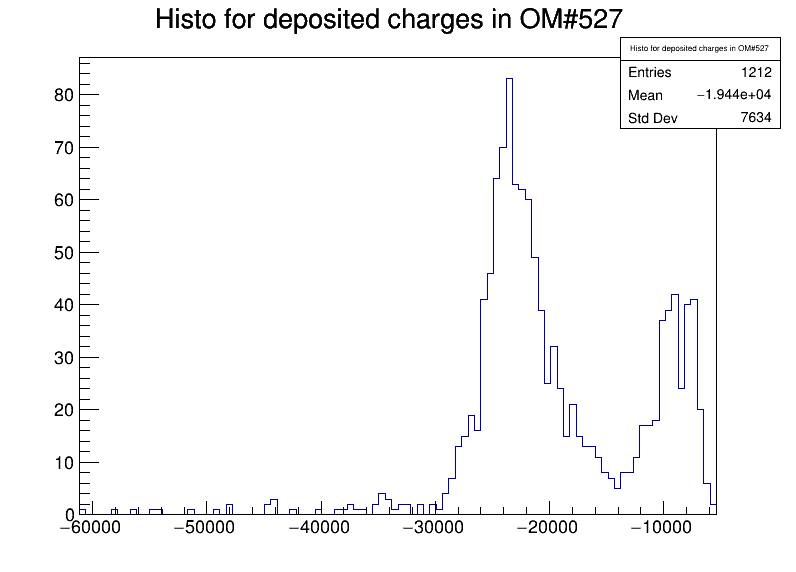 Histo for deposited charges in OM#527
Histo for deposited charges in OM#527
Entries 1212
Mean −1.944e+04
Std Dev 7634
80
70
60
50
40
30
20
10
0
−60000 −50000 −40000 −30000 −20000 −10000